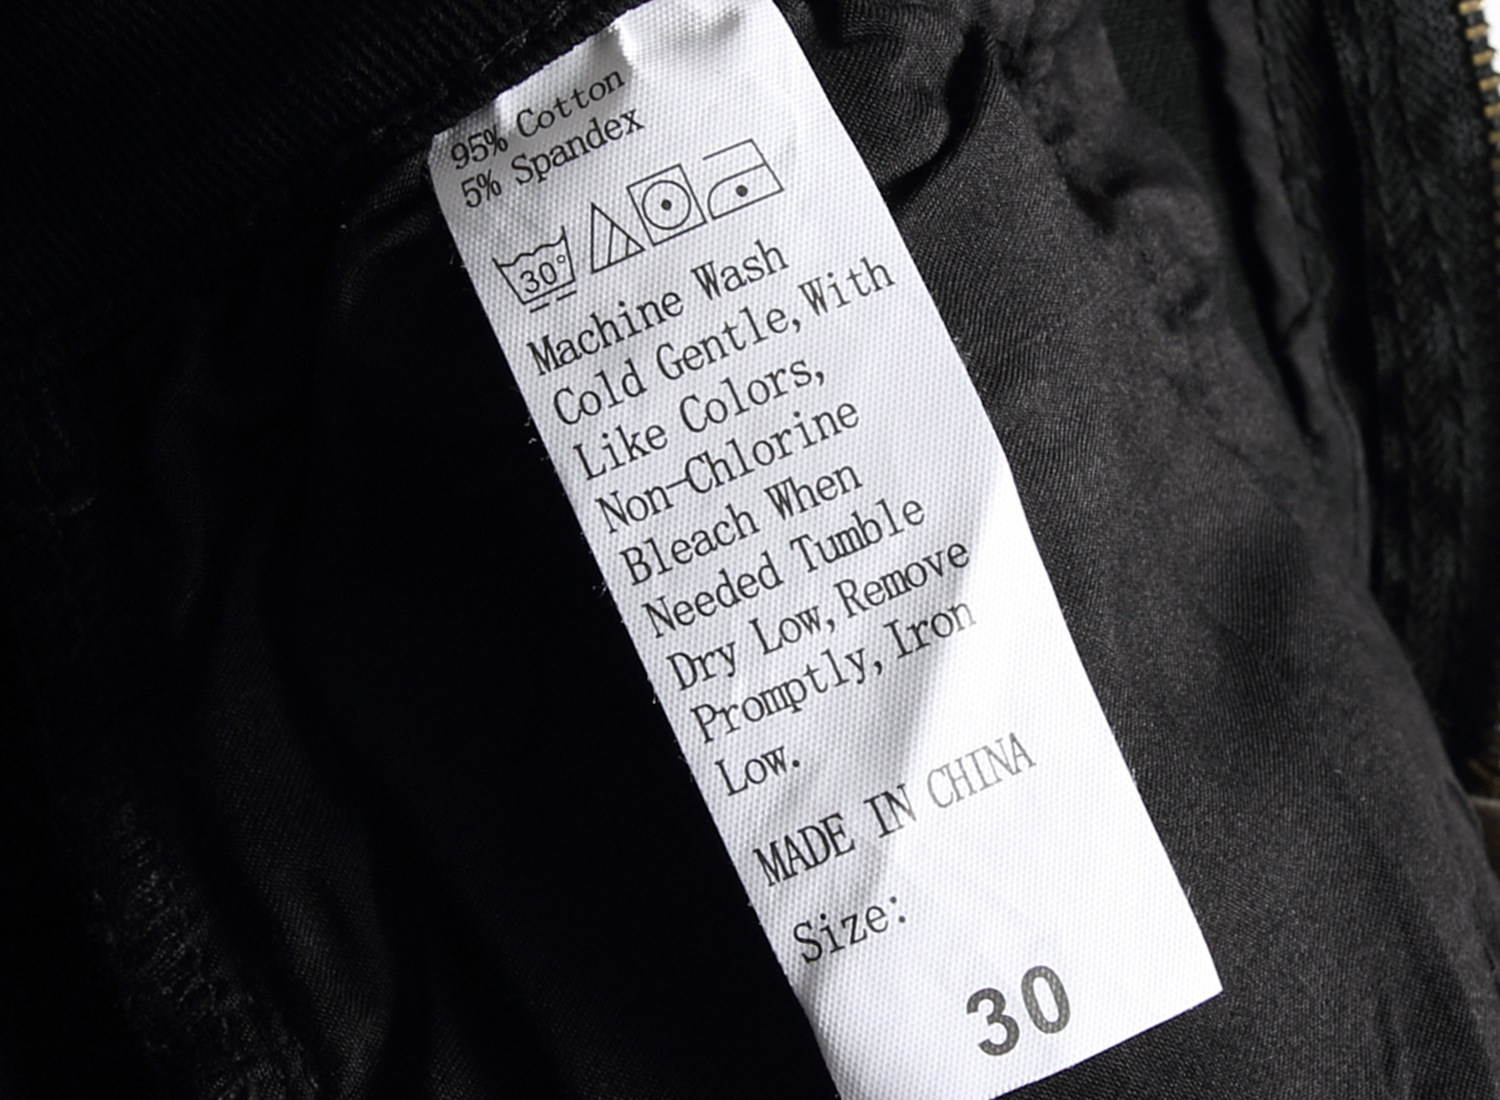 95% Cotton
5% Spandex
30°
Machine Wash
Cold Gentle, With
Like Colors,
Non-Chlorine
Bleach When
Needed Tumble
Dry Low, Remove
Promptly, Iron
Low.
MADE IN CHINA
Size:
30